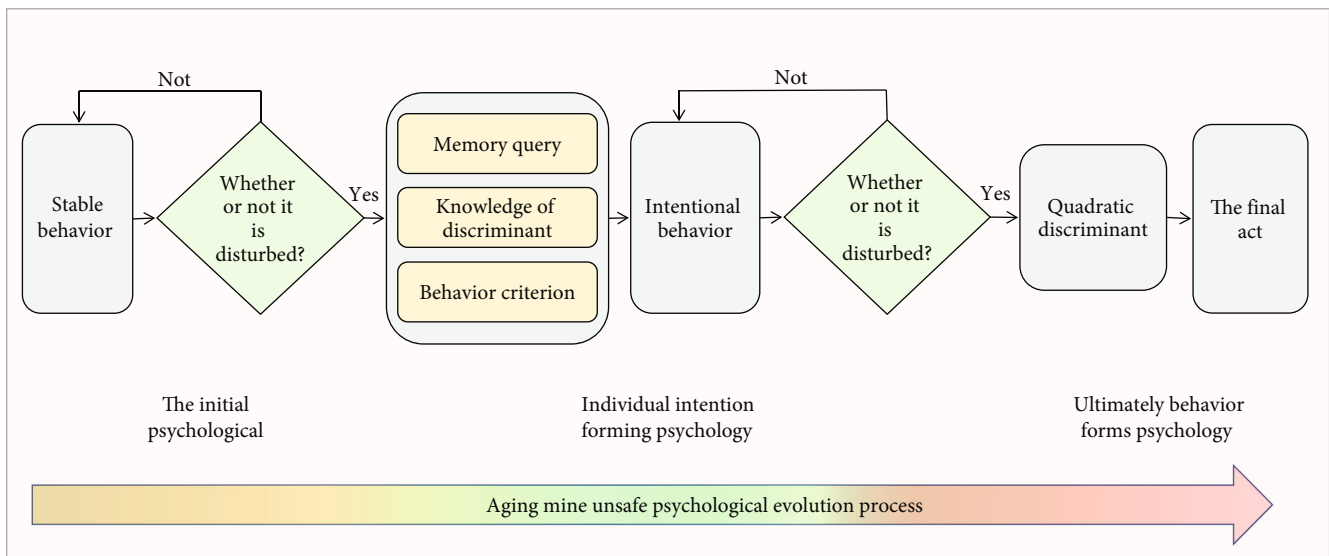 Not
Not
Stable
behavior
Whether
or not it
is
disturbed?
Yes
Memory query
Knowledge of
discriminant
Behavior criterion
Intentional
behavior
Whether
or not it
is
disturbed?
Yes
Quadratic
discriminant
The final
act
The initial
psychological
Individual intention
forming psychology
Ultimately behavior
forms psychology
Aging mine unsafe psychological evolution process